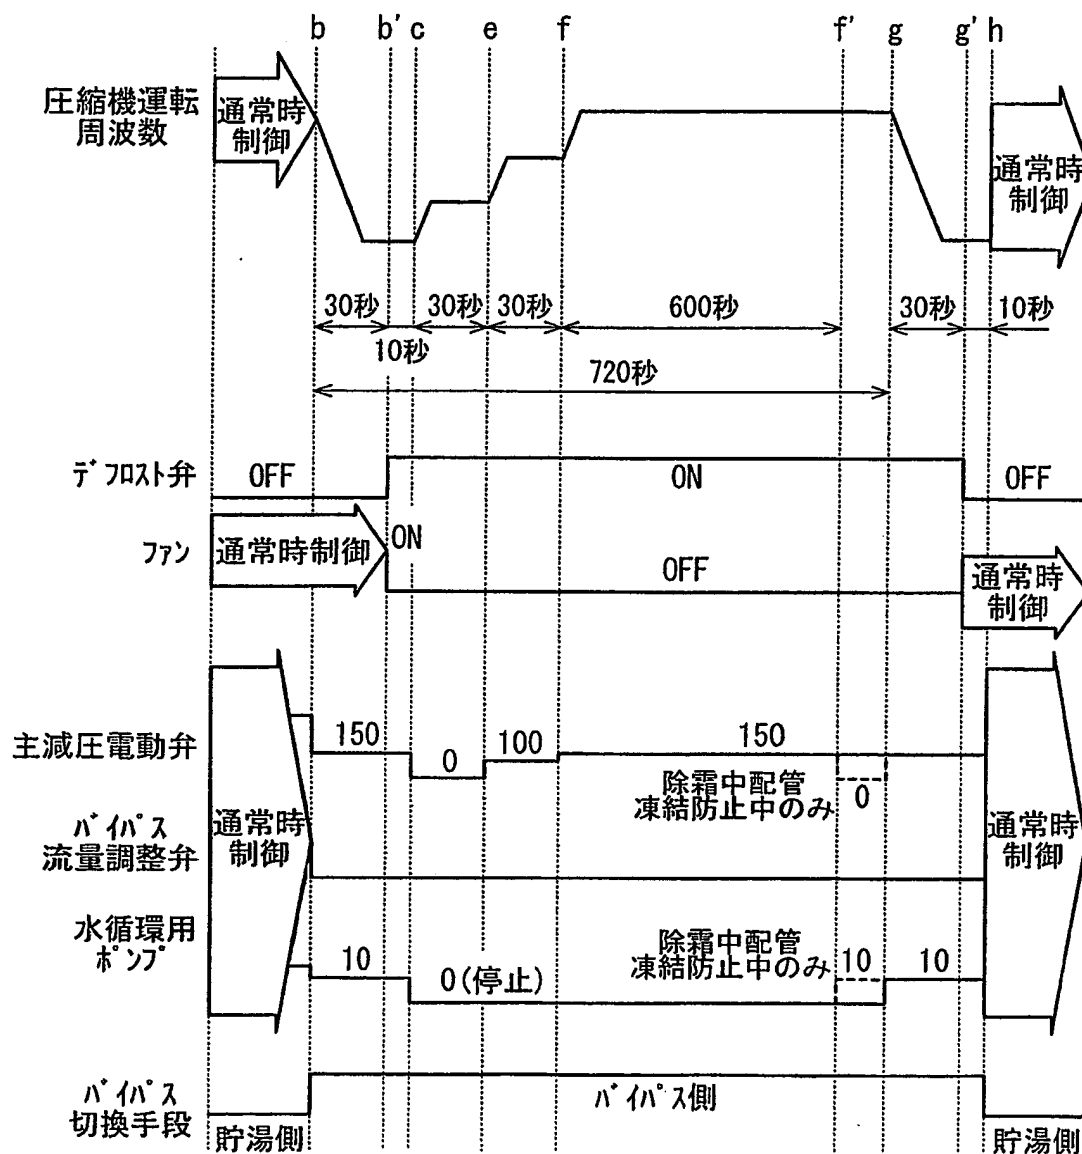 b b' c e f f' g g' h
圧縮機運転
周波数
通常時
制御
通常時
制御
30秒 30秒 30秒 600秒 30秒 10秒
10秒
720秒
デフロスト弁
OFF
ON
OFF
ファン
通常時制御
ON
OFF
通常時
制御
主減圧電動弁
150
0
100
150
除霜中配管
凍結防止中のみ
0
バイパス
流量調整弁
通常時
制御
通常時
制御
水循環用
ポンプ
10
0(停止)
除霜中配管
凍結防止中のみ
10
10
バイパス
切換手段
バイパス側
貯湯側
貯湯側